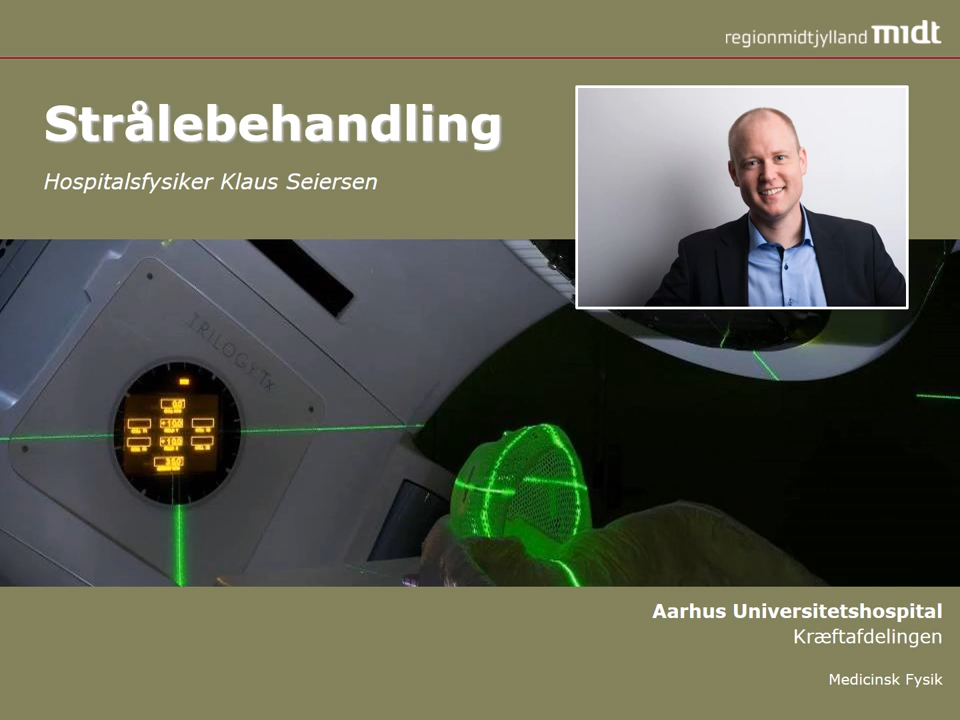 regionmidtjylland midt
Strålebehandling
Hospitalsfysiker Klaus Seiersen
TRILOGY Tx
Aarhus Universitetshospital
Kræftafdelingen
Medicinsk Fysik